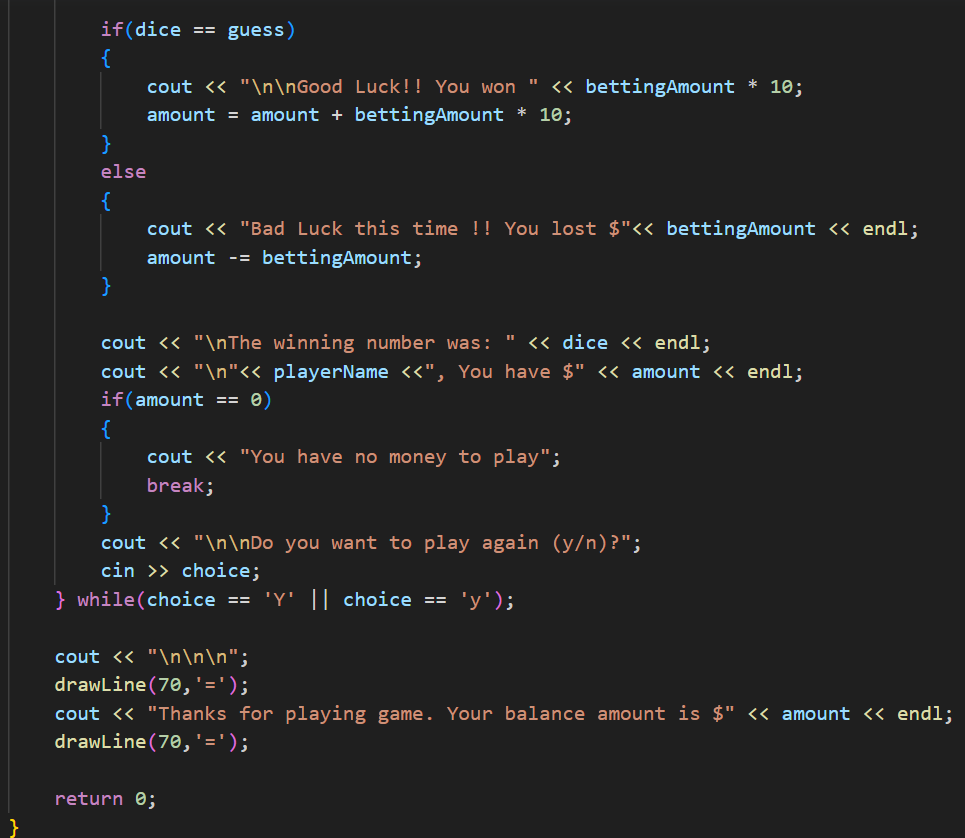 if(dice == guess)
{
cout << "\n\nGood Luck!! You won " << bettingAmount * 10;
amount = amount + bettingAmount * 10;
}
else
{
cout << "Bad Luck this time !! You lost $"<< bettingAmount << endl;
amount -= bettingAmount;
}
cout << "\nThe winning number was: " << dice << endl;
cout << "\n"<< playerName <<", You have $" << amount << endl;
if(amount == 0)
{
cout << "You have no money to play";
break;
}
cout << "\n\nDo you want to play again (y/n)?";
cin >> choice;
} while(choice == 'Y' || choice == 'y');
cout << "\n\n\n";
drawLine(70,'=');
cout << "Thanks for playing game. Your balance amount is $" << amount << endl;
drawLine(70,'=');
return 0;
}